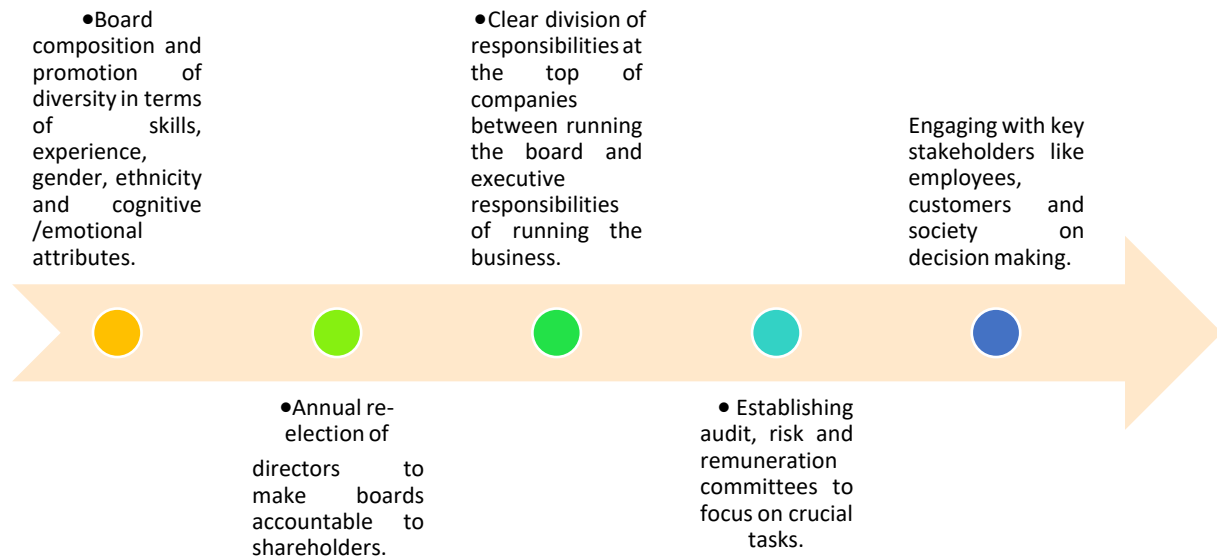 •Board
composition and
promotion of
diversity in terms
of skills,
experience,
gender, ethnicity
and cognitive
/emotional
attributes.
•Annual re-
election of
directors to
make boards
accountable to
shareholders.
•Clear division of
responsibilities at
the top of
companies
between running
the board and
executive
responsibilities
of running the
business.
• Establishing
audit, risk and
remuneration
committees to
focus on crucial
tasks.
Engaging with key
stakeholders like
employees,
customers and
society on
decision making.